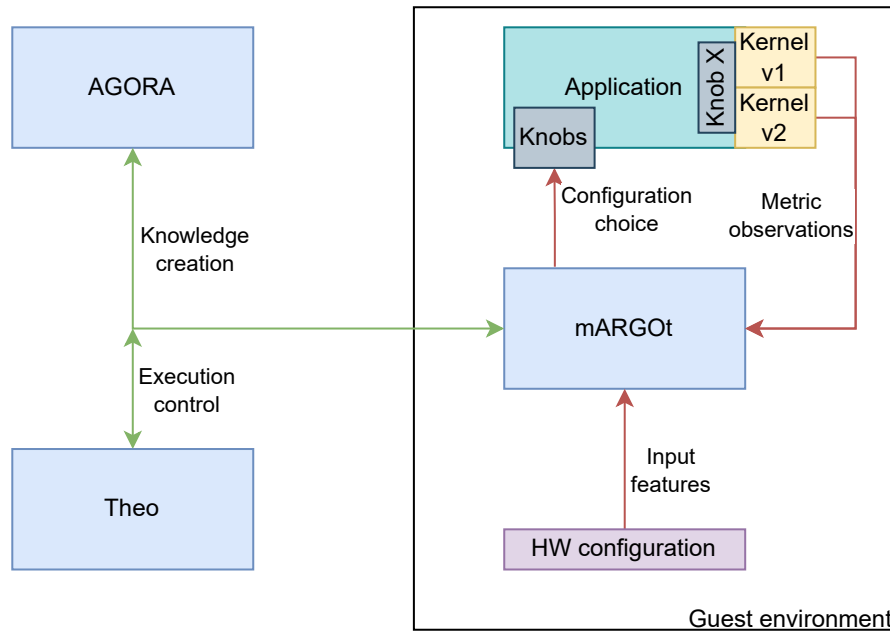 AGORA
Knowledge
creation
Execution
control
Theo
Application
Knob X
Kernel
v1
Kernel
v2
Knobs
Configuration
choice
Metric
observations
mARGOt
Input
features
HW configuration
Guest environment